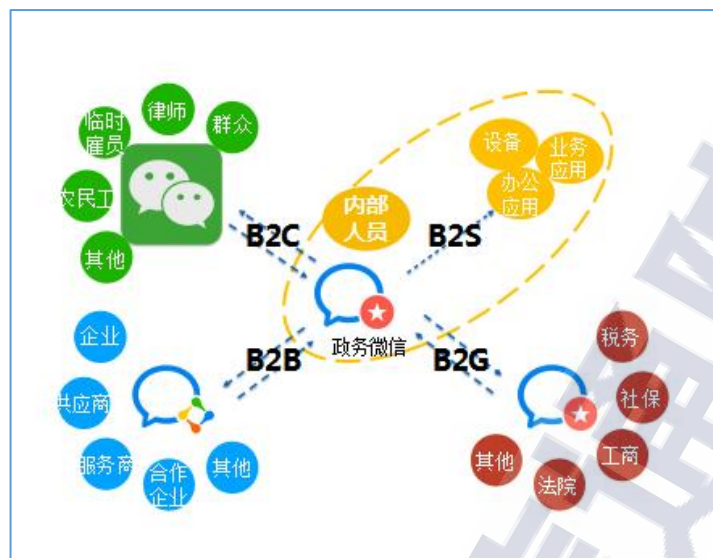 律师
临时
雇员
群众
农民工
其他
设备
业务
应用
办公
应用
内部
人员
B2C
B2S
政务微信
B2B
B2G
企业
供应商
服务商
合作
企业
其他
税务
社保
工商
法院
其他